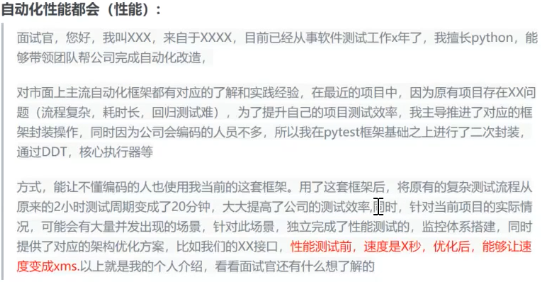 自动化性能都会（性能）：
面试官，您好，我叫XXX，来自于XXXX，目前已经从事软件测试工作x年了，我擅长python，能
够带领团队帮公司完成自动化改造，
对市面上主流自动化框架都有对应的了解和实践经验，在最近的项目中，因为原有项目存在XX问
题（流程复杂，耗时长，回归测试难），为了提升自己的项目测试效率，我主导推进了对应的框
架封装操作，同时因为公司会编码的人员不多，所以我在pytest框架基础之上进行了二次封装，
通过DDT，核心执行器等
方式，能让不懂编码的人也使用我当前的这套框架。用了这套框架后，将原有的复杂测试流程从
原来的2小时测试周期变成了20分钟，大大提高了公司的测试效率,时，针对当前项目的实际情
况，可能会有大量并发出现的场景，针对此场景，独立完成了性能测试的，监控体系搭建，同时
提供了对应的架构优化方案，比如我们的XX接口，性能测试前，速度是X秒，优化后，能够让速
度变成xms.以上就是我的个人介绍，看看面试官还有什么想了解的